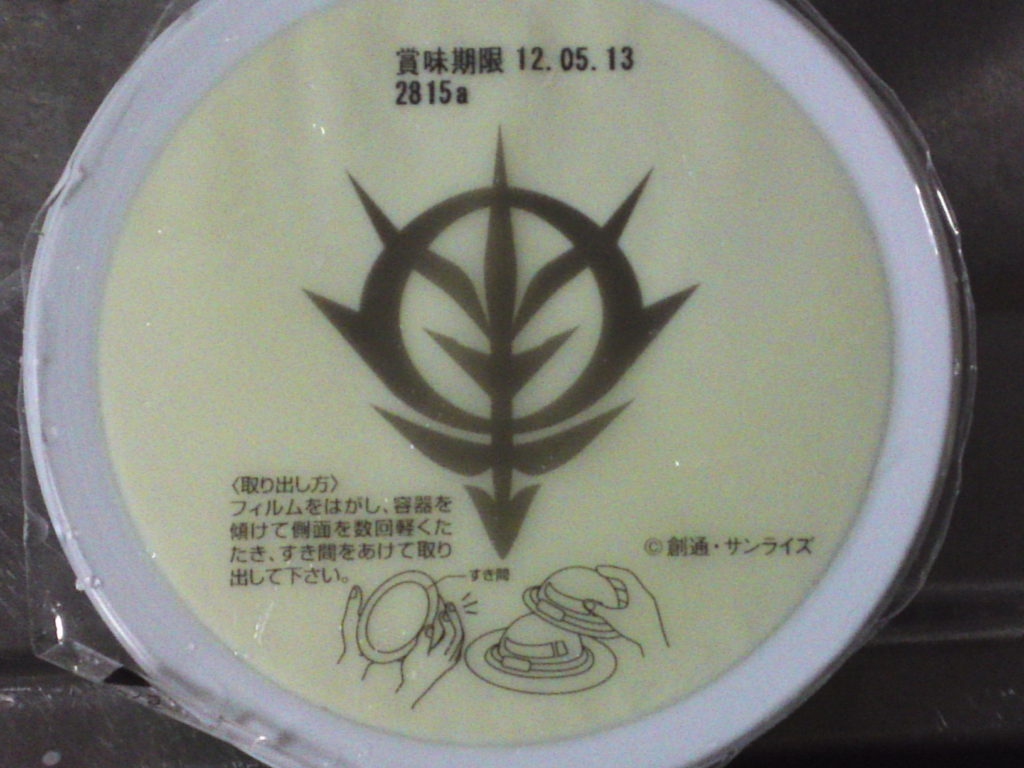 賞味期限 12.05.13
2815a
〈取り出し方〉
フィルムをはがし、容器を
傾けて側面を数回軽くた
たき、すき間をあけて取り
出して下さい。
すき間
©創通・サンライズ